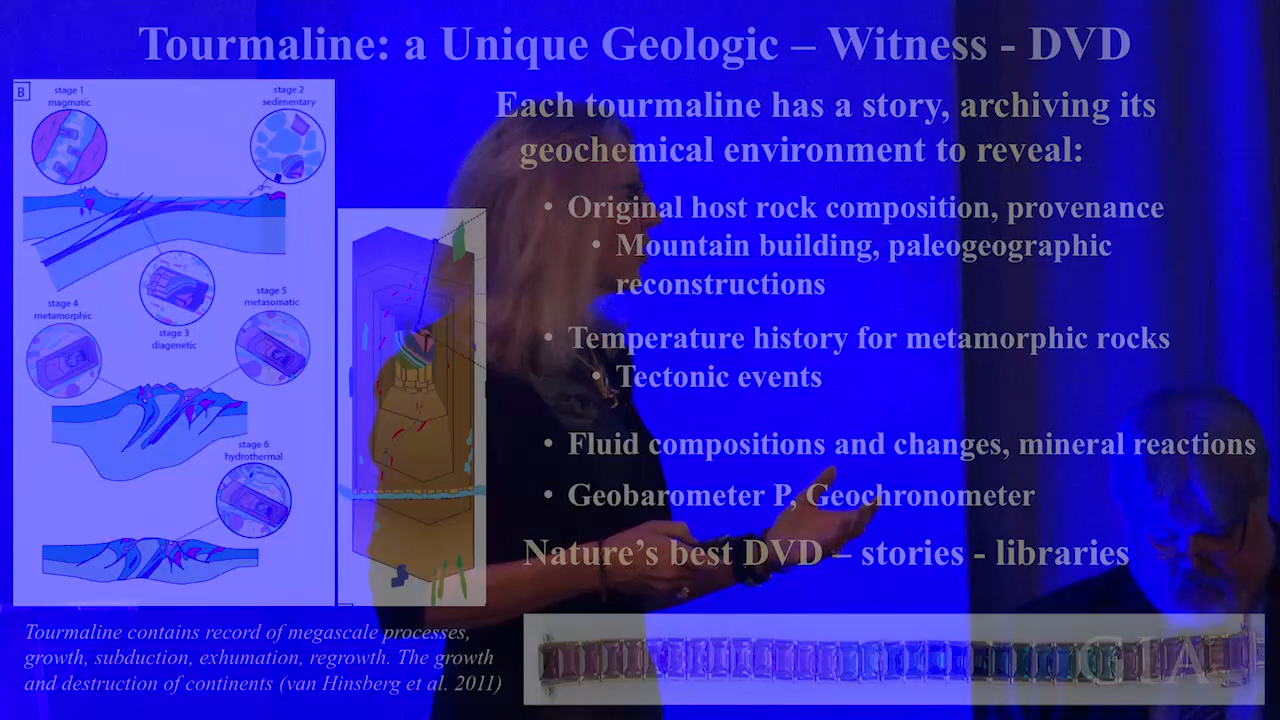 Tourmaline: a Unique Geologic – Witness - DVD
B
stage 1
magmatic
stage 2
sedimentary
stage 3
diagenetic
stage 4
metamorphic
stage 5
metasomatic
stage 6
hydrothermal
Each tourmaline has a story, archiving its
geochemical environment to reveal:
• Original host rock composition, provenance
• Mountain building, paleogeographic
reconstructions
• Temperature history for metamorphic rocks
• Tectonic events
• Fluid compositions and changes, mineral reactions
• Geobarometer P, Geochronometer
Nature’s best DVD – stories - libraries
Tourmaline contains record of megascale processes,
growth, subduction, exhumation, regrowth. The growth
and destruction of continents (van Hinsberg et al. 2011)
GIA